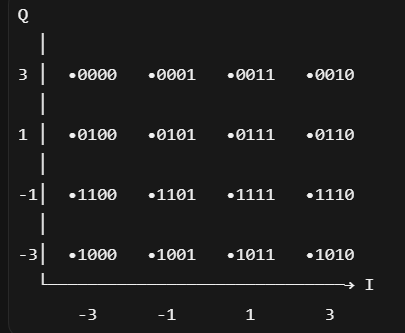 Q
3 •0000 •0001 •0011 •0010
1 •0100 •0101 •0111 •0110
-1 •1100 •1101 •1111 •1110
-3 •1000 •1001 •1011 •1010
I
-3 -1 1 3